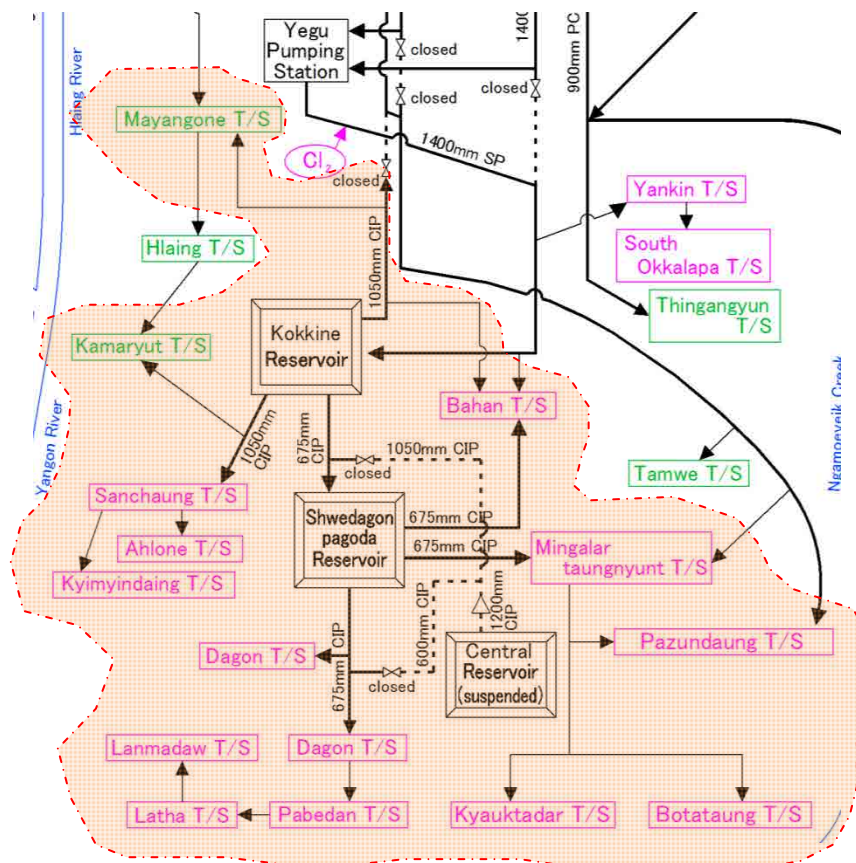 Yegu
Pumping
Station
closed
1400
900mm PC
closed
closed
Hlaing River
Mayangone T/S
Cl₂
1400mm SP
closed
Yankin T/S
South
Okkalapa T/S
Hlaing T/S
1050mm CIP
Thingangyun
T/S
Kamaryut T/S
Kokkine
Reservoir
Bahan T/S
Ngamoeyeik Creek
Yangon River
1050mm
CIP
675mm
CIP
1050mm CIP
closed
Tamwe T/S
Sanchaung T/S
Shwedagon
pagoda
Reservoir
675mm CIP
675mm CIP
Mingalar
taungnyunt T/S
Ahlone T/S
Kyimyindaing T/S
600mm CIP
1200mm
CIP
Dagon T/S
675mm
CIP
closed
Central
Reservoir
(suspended)
Pazundaung T/S
Lanmadaw T/S
Dagon T/S
Latha T/S
Pabedan T/S
Kyauktadar T/S
Botataung T/S